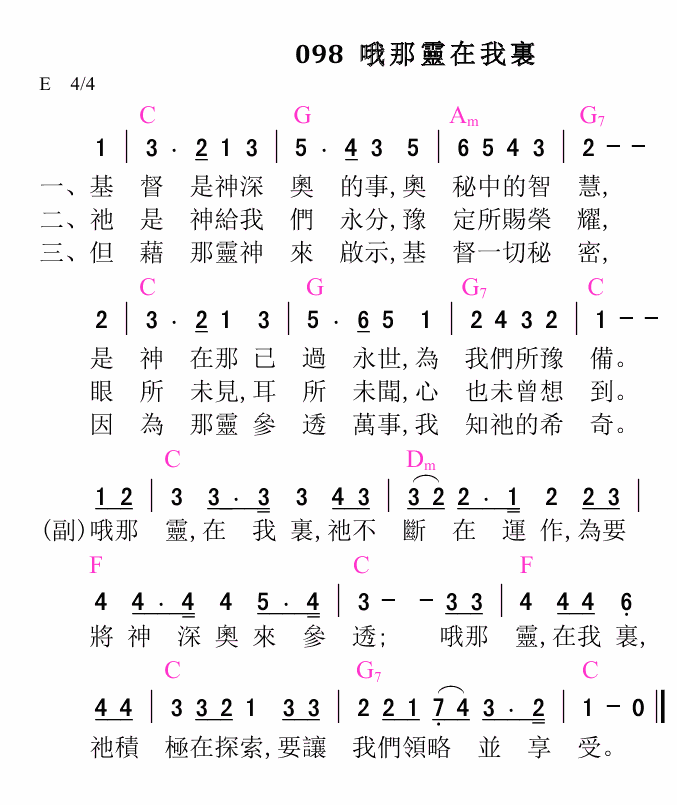 098 哦那靈在我裏
E 4/4
C G Am G7
1 | 3 · 2 1 3 | 5 · 4 3 5 | 6 5 4 3 | 2 - -
一、基 督 是神深 奧 的事,奧 秘中的智 慧,
二、祂 是 神給我 們 永分,豫 定所賜榮 耀,
三、但 藉 那靈神 來 啟示,基 督一切秘 密,
C G G7 C
2 | 3 · 2 1 3 | 5 · 6 5 1 | 2 4 3 2 | 1 - -
是 神 在那 已 過 永世,為 我們所豫 備。
眼 所 未見,耳 所 未聞,心 也未曾想 到。
因 為 那靈 參 透 萬事,我 知祂的希 奇。
C Dm
1 2 | 3 3 · 3 3 4 3 | 3 2 2 · 1 2 2 3 |
(副)哦那 靈,在 我 裏,祂不 斷 在 運 作,為要
F C F
4 4 · 4 4 5 · 4 | 3 - - 3 3 | 4 4 4 6
將 神 深 奧 來 參 透; 哦那 靈,在我 裏,
C G7 C
4 4 | 3 3 2 1 3 3 | 2 2 1 7 4 3 · 2 | 1 - 0 ||
祂積 極在探索,要讓 我們領略 並 享 受。